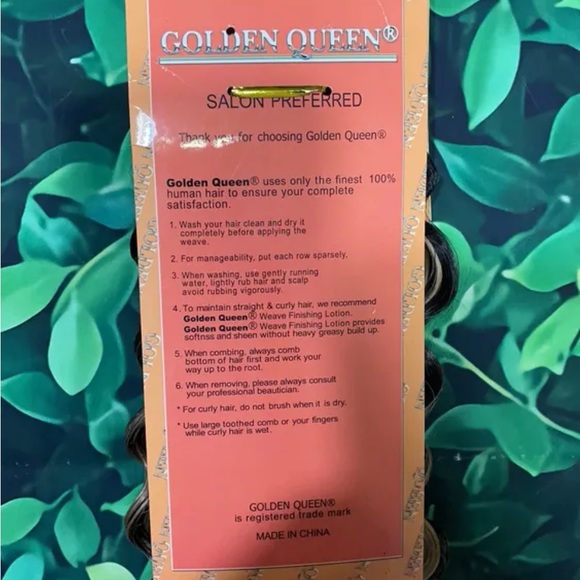 GOLDEN QUEEN®
SALON PREFERRED
Thank you for choosing Golden Queen®
Golden Queen® uses only the finest 100%
human hair to ensure your complete
satisfaction.
1. Wash your hair clean and dry it
completely before applying the
weave.
2. For manageability, put each row sparsely.
3. When washing, use gently running
water, lightly rub hair and scalp
avoid rubbing vigorously.
4. To maintain straight & curly hair, we recommend
Golden Queen® Weave Finishing Lotion.
Golden Queen® Weave Finishing Lotion provides
softnss and sheen without heavy greasy build up.
5. When combing, always comb
bottom of hair first and work your
way up to the root.
6. When removing, please always consult
your professional beautician.
* For curly hair, do not brush when it is dry.
* Use large toothed comb or your fingers
while curly hair is wet.
GOLDEN QUEEN®
is registered trade mark
MADE IN CHINA